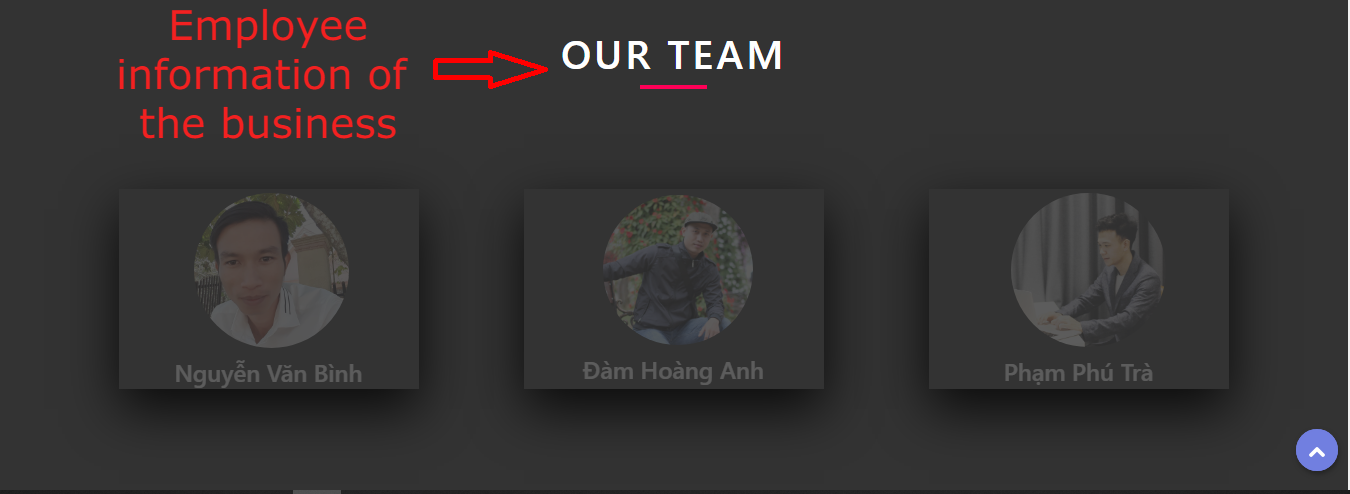 Employee
information of
the business
OUR TEAM
Nguyễn Văn Bình
Đàm Hoàng Anh
Phạm Phú Trà